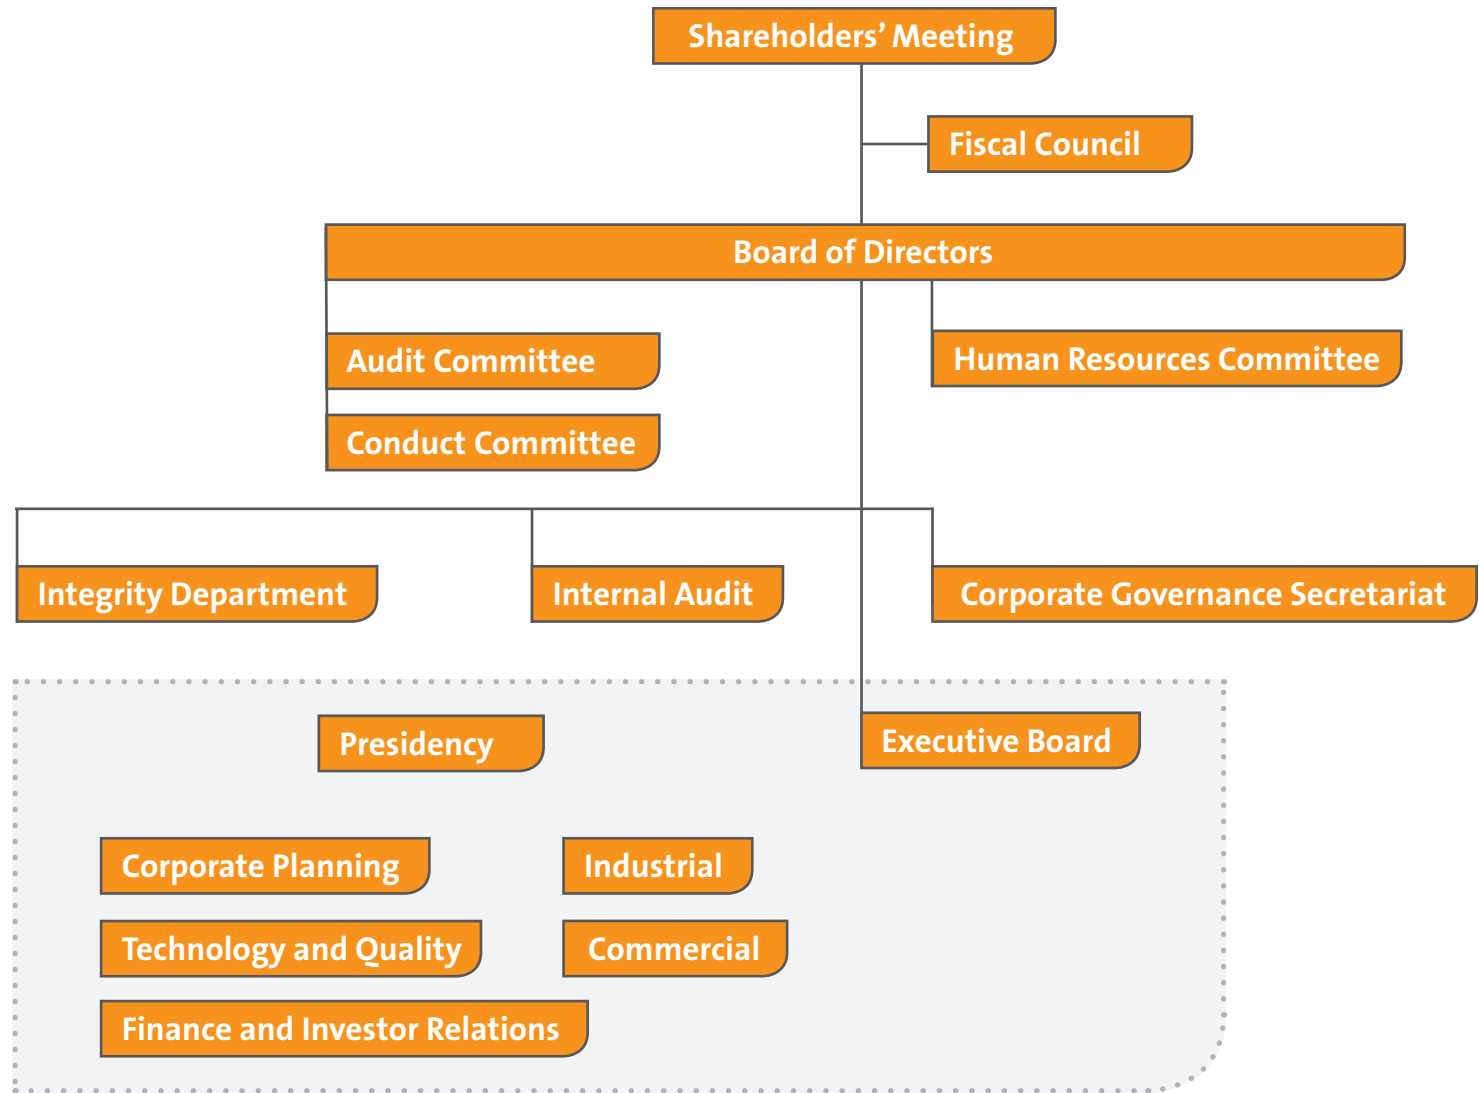 Shareholders’ Meeting
Fiscal Council
Board of Directors
Audit Committee
Human Resources Committee
Conduct Committee
Integrity Department
Internal Audit
Corporate Governance Secretariat
Presidency
Executive Board
Corporate Planning
Industrial
Technology and Quality
Commercial
Finance and Investor Relations